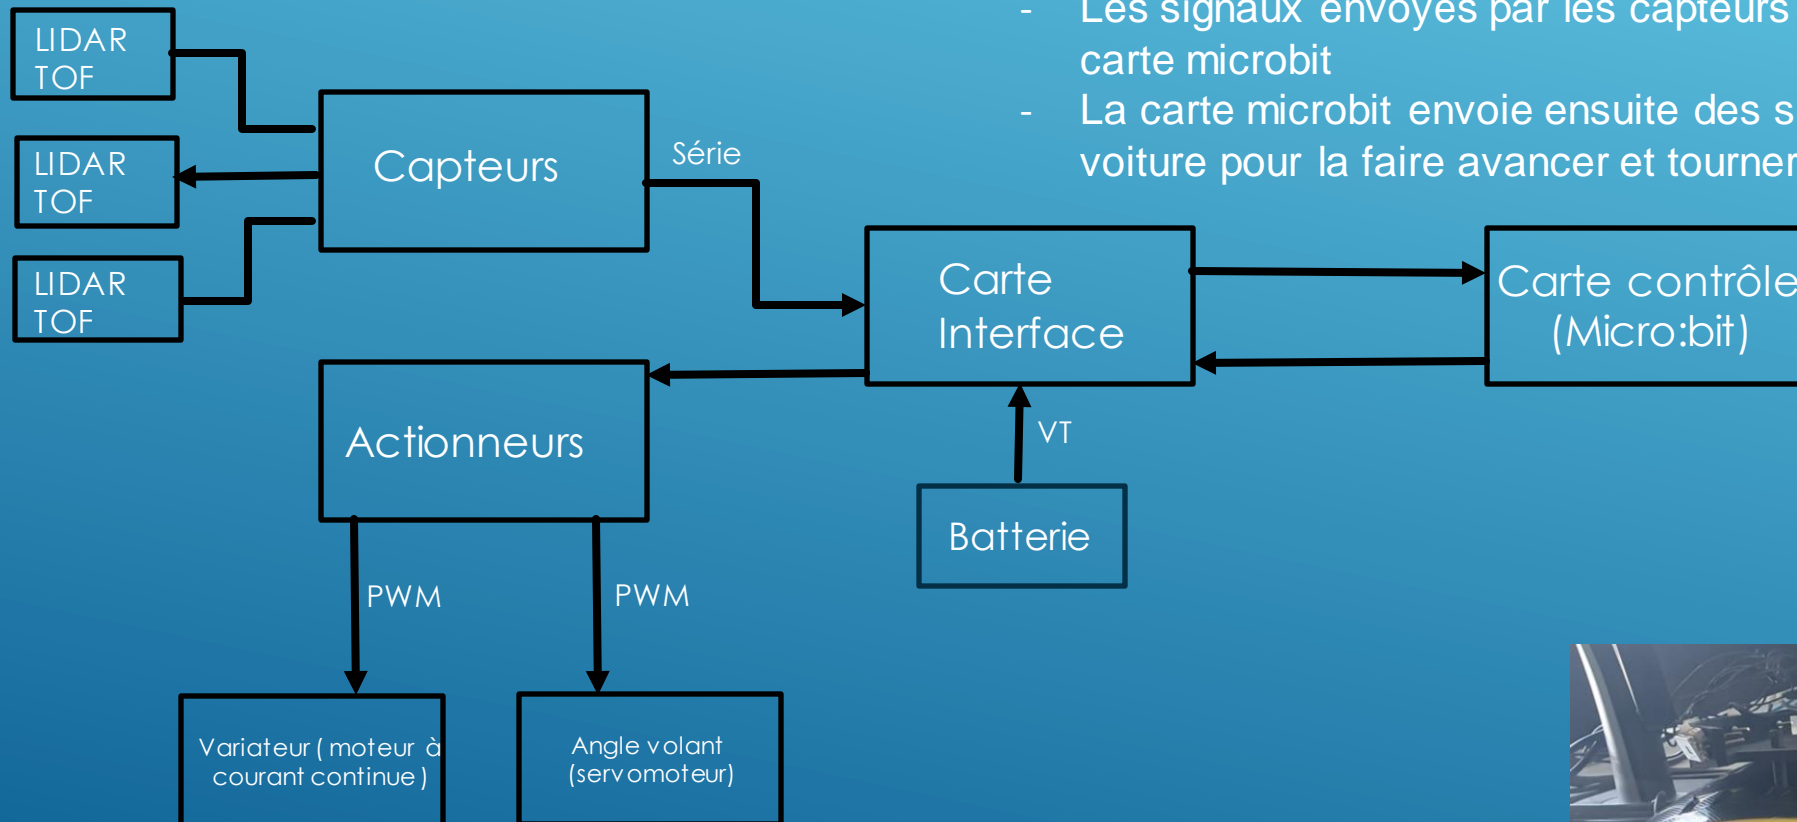 - Les signaux envoyés par les capteurs
carte microbit
- La carte microbit envoie ensuite des s
voiture pour la faire avancer et tourner
LIDAR
TOF
LIDAR
TOF
LIDAR
TOF
Capteurs
Série
Carte
Interface
Carte contrôle
(Micro:bit)
Actionneurs
VT
Batterie
PWM
PWM
Variateur ( moteur à
courant continue )
Angle volant
(servomoteur)